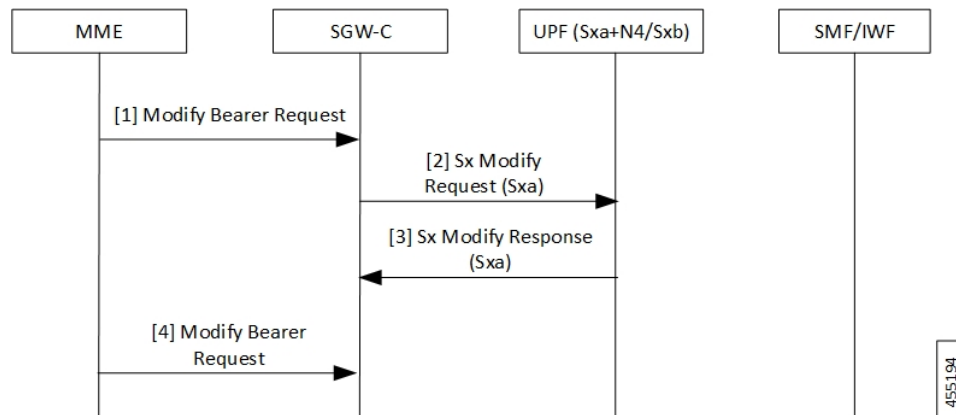 MME
SGW-C
UPF (Sxa+N4/Sxb)
SMF/IWF
[1] Modify Bearer Request
[2] Sx Modify
Request (Sxa)
[3] Sx Modify Response
(Sxa)
[4] Modify Bearer
Request
455194